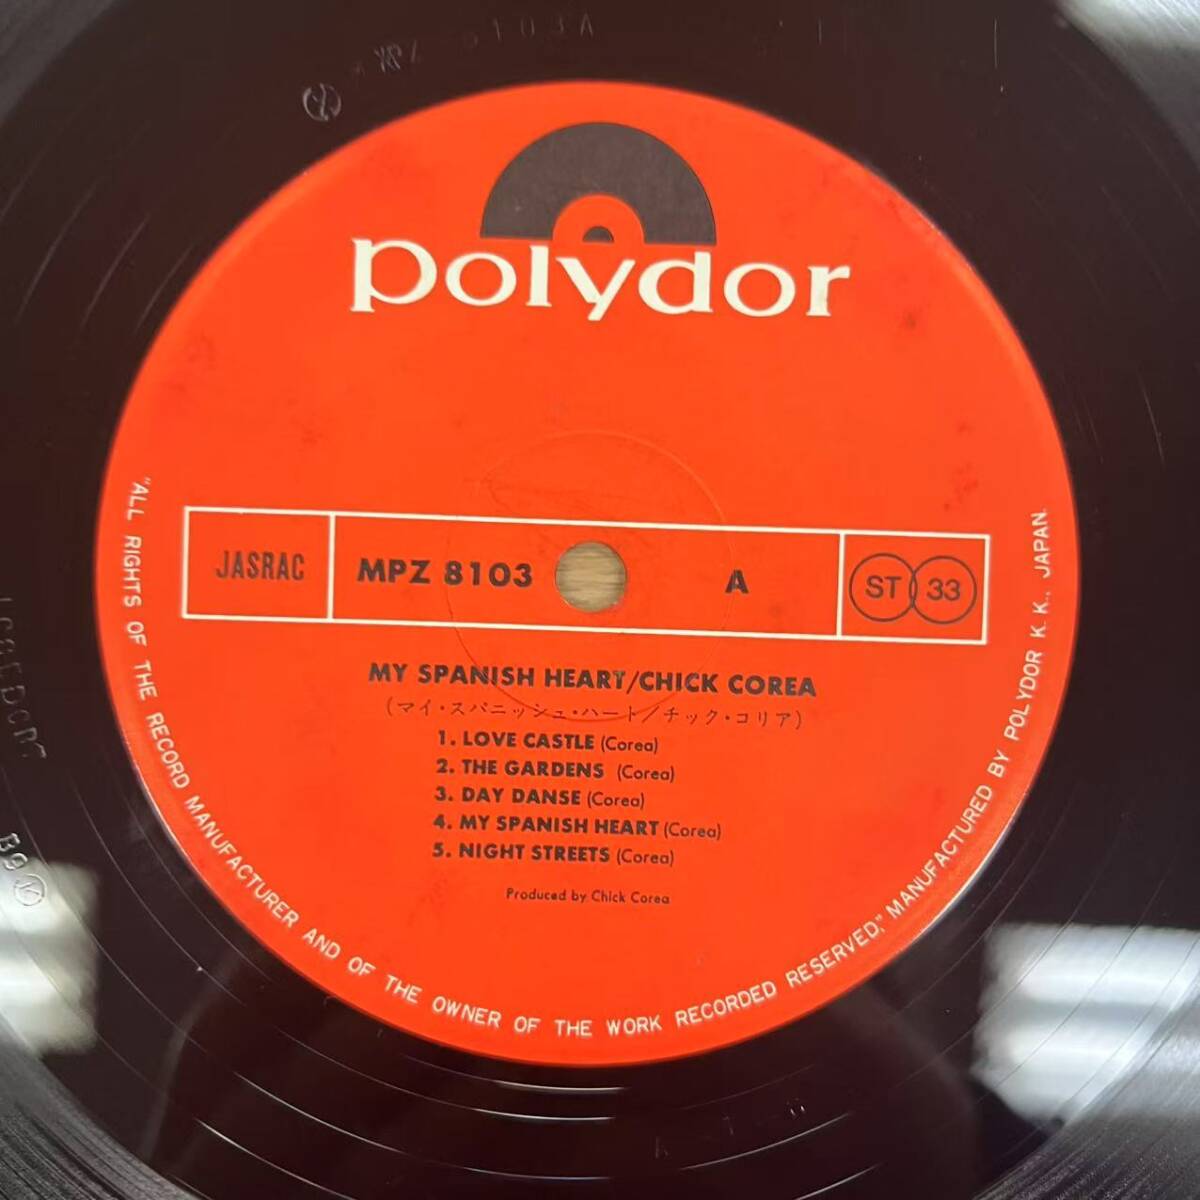 polydor
JASRAC
MPZ 8103
A
ST 33
MY SPANISH HEART/CHICK COREA
(マイ・スパニッシュ・ハート/チック・コリア)
1. LOVE CASTLE (Corea)
2. THE GARDENS (Corea)
3. DAY DANSE (Corea)
4. MY SPANISH HEART (Corea)
5. NIGHT STREETS (Corea)
Produced by Chick Corea
"ALL RIGHTS OF THE RECORD MANUFACTURER AND OF THE OWNER OF THE WORK RECORDED RESERVED," MANUFACTURED BY POLYDOR K. K., JAPAN.